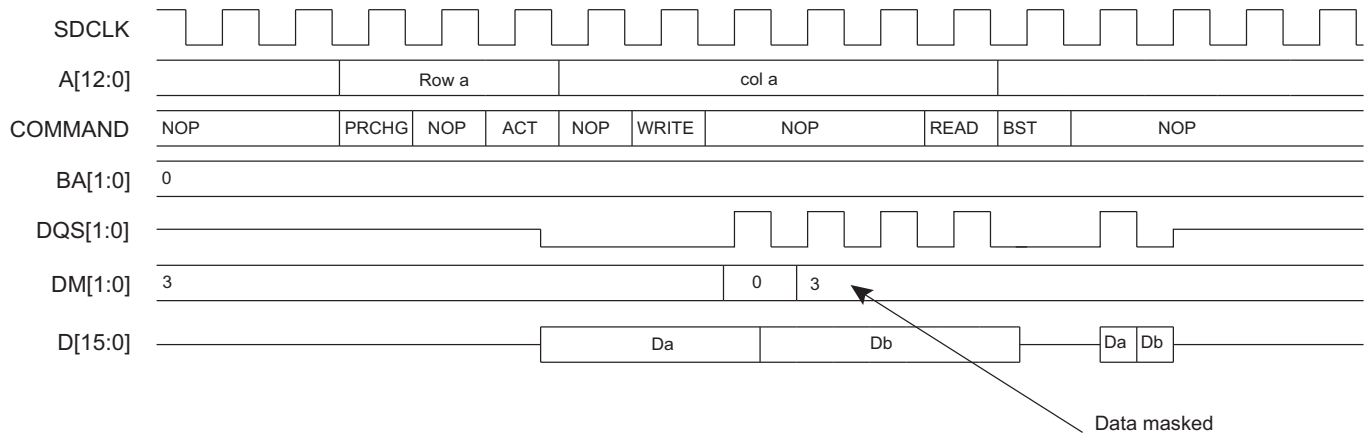 SDCLK
A[12:0] Row a col a
COMMAND NOP PRCHG NOP ACT NOP WRITE NOP READ BST NOP
BA[1:0] 0
DQS[1:0]
DM[1:0] 3 0 3
D[15:0] Da Db Da Db
Data masked